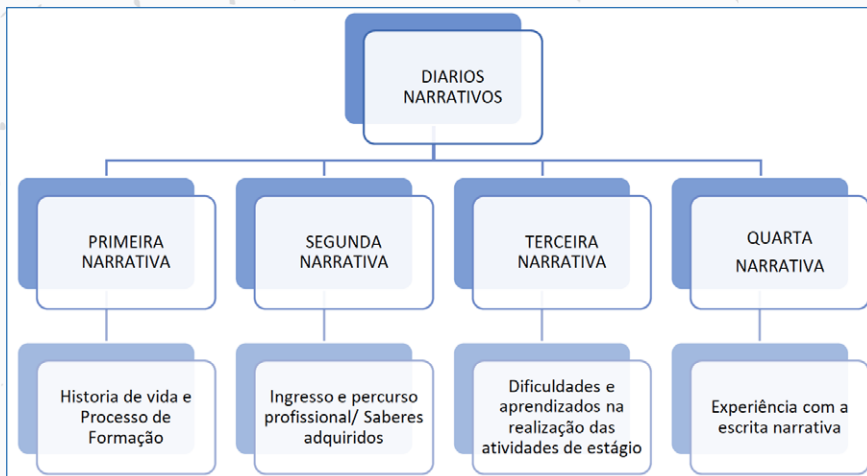 DIARIOS
NARRATIVOS
PRIMEIRA
NARRATIVA
SEGUNDA
NARRATIVA
TERCEIRA
NARRATIVA
QUARTA
NARRATIVA
Historia de vida e
Processo de
Formação
Ingresso e percurso
profissional/ Saberes
adquiridos
Dificuldades e
aprendizados na
realização das
atividades de estágio
Experiência com a
escrita narrativa